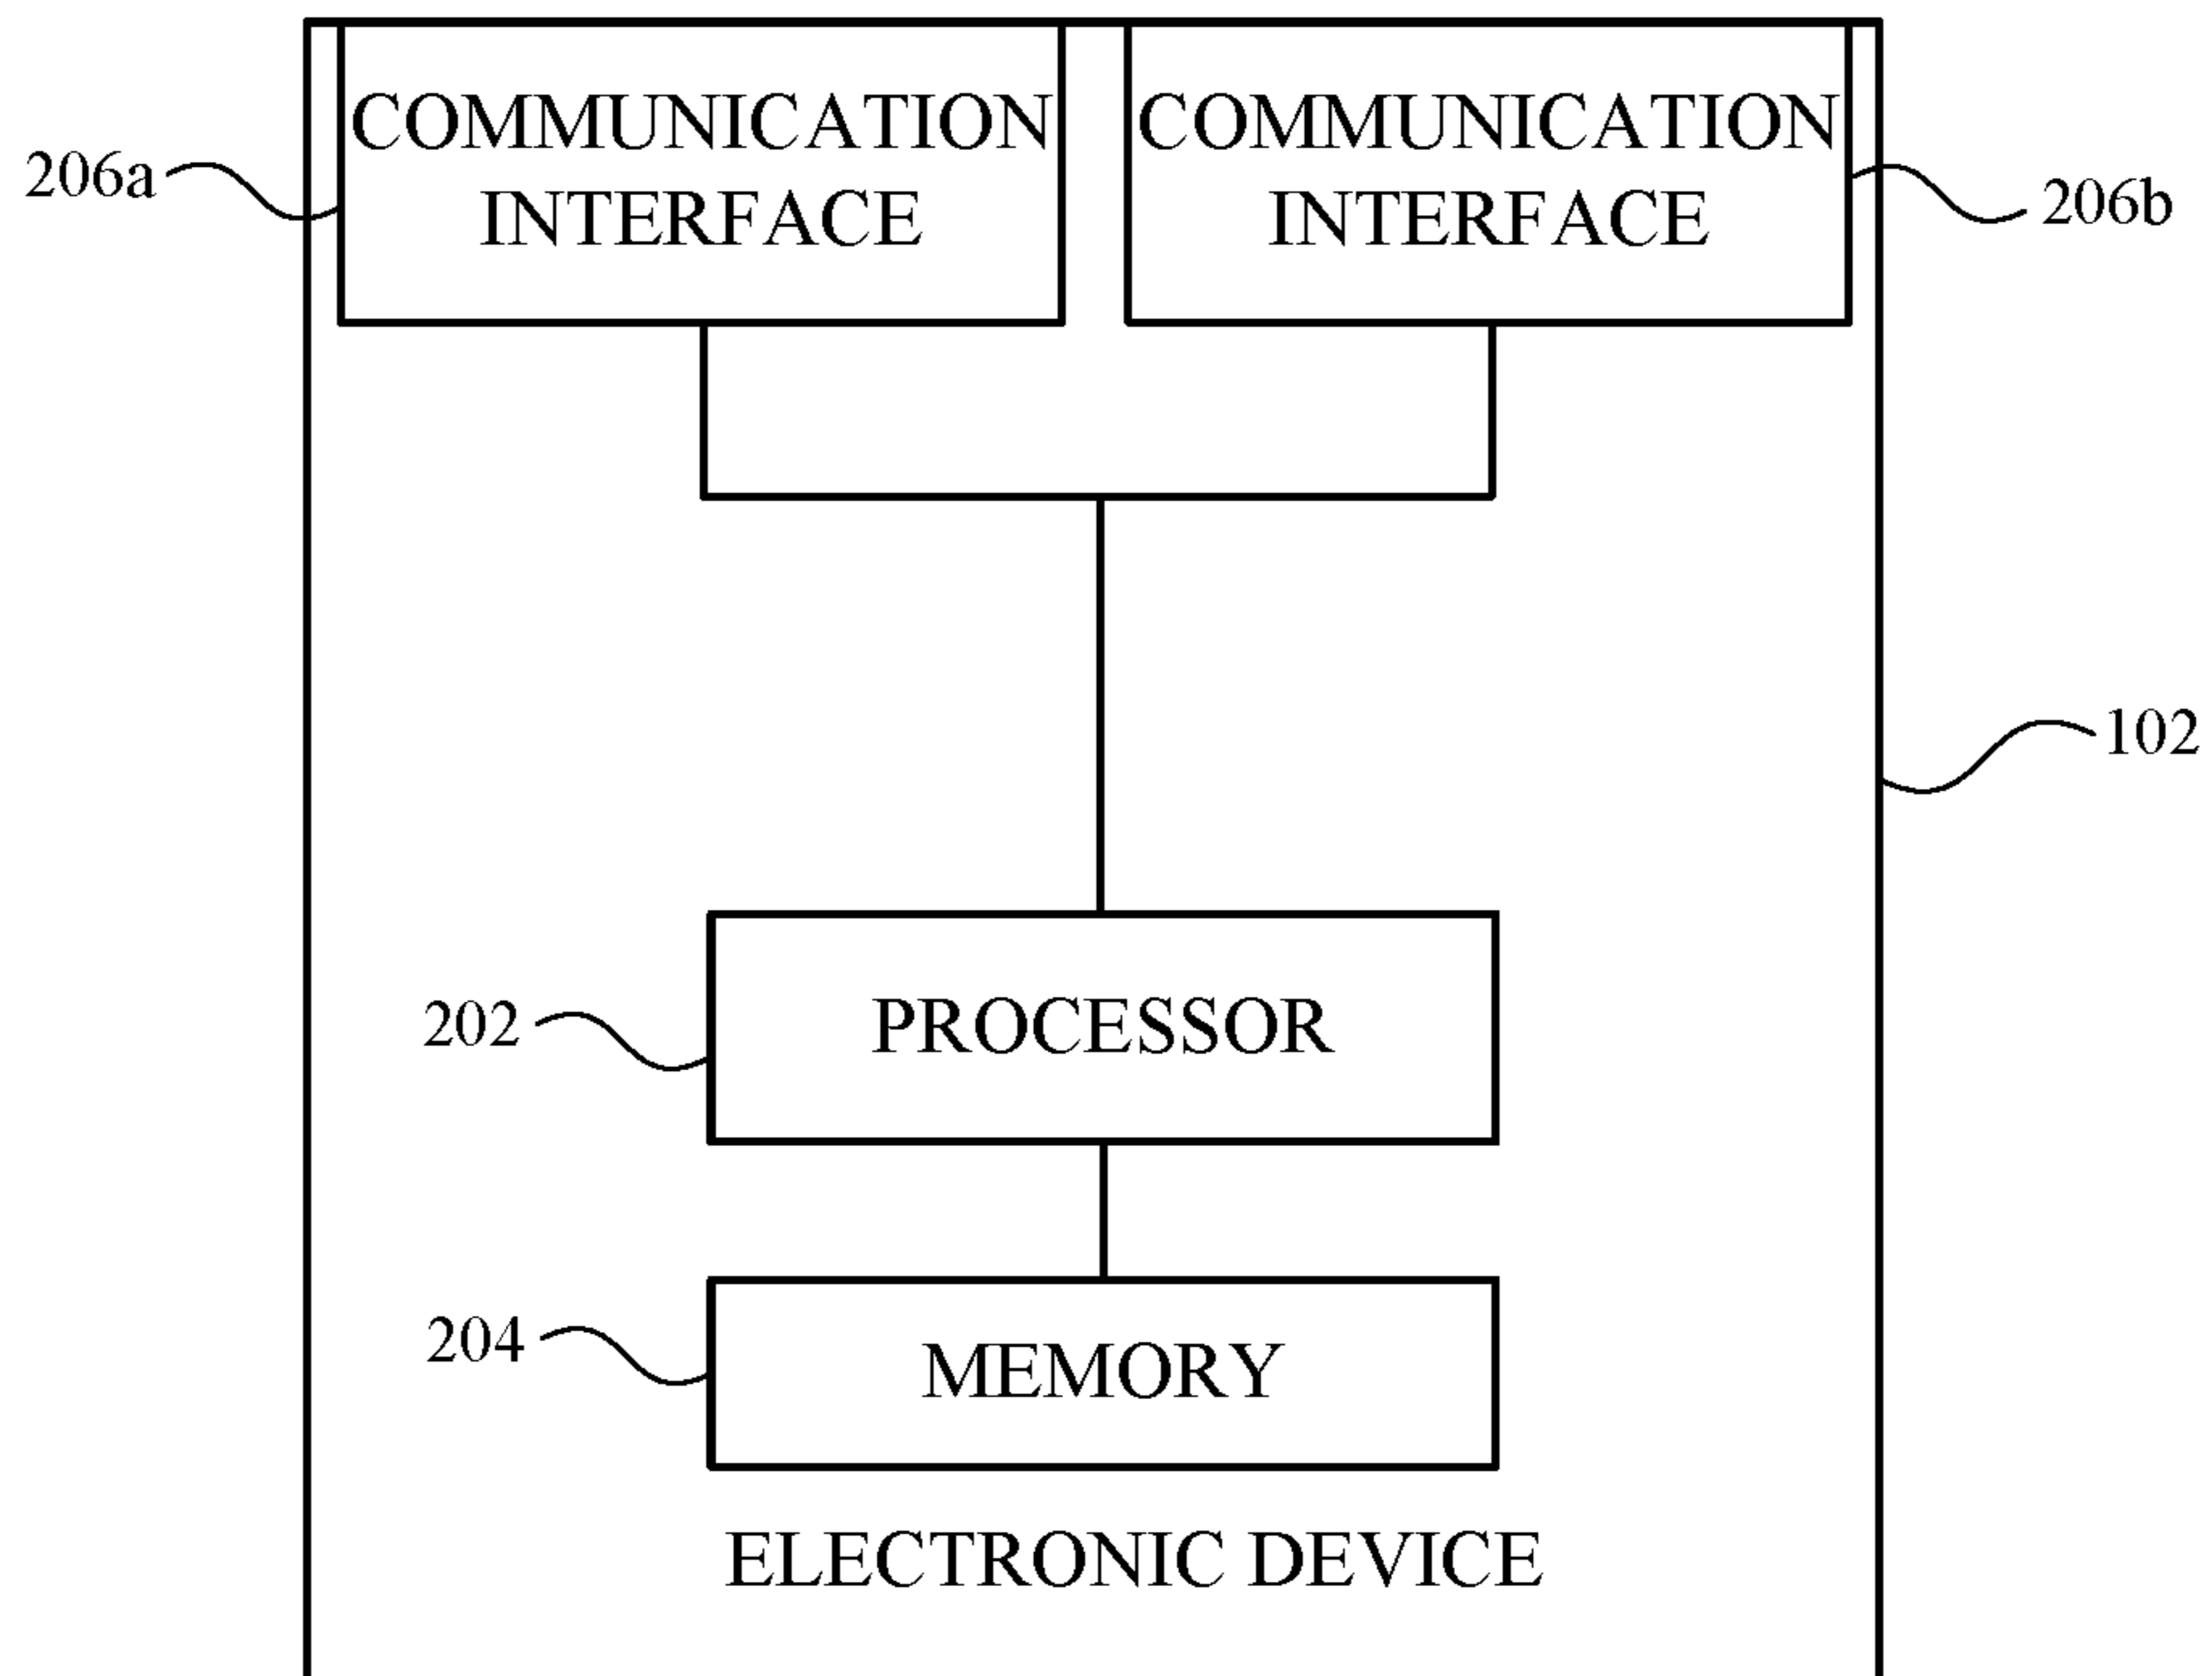 COMMUNICATION
INTERFACE
COMMUNICATION
INTERFACE
206a
206b
102
PROCESSOR
202
MEMORY
204
ELECTRONIC DEVICE